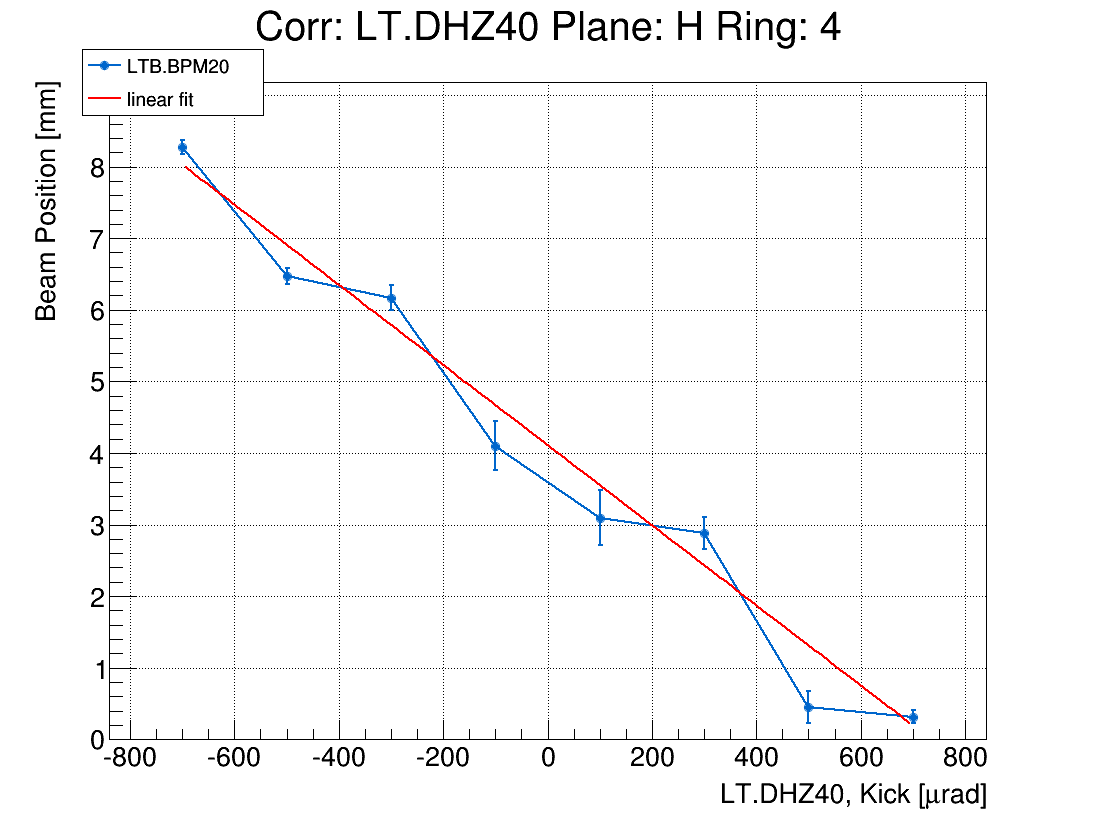 Corr: LT.DHZ40 Plane: H Ring: 4
LTB.BPM20
linear fit
Beam Position [mm]
8
7
6
5
4
3
2
1
0
-800 -600 -400 -200 0 200 400 600 800
LT.DHZ40, Kick [μrad]